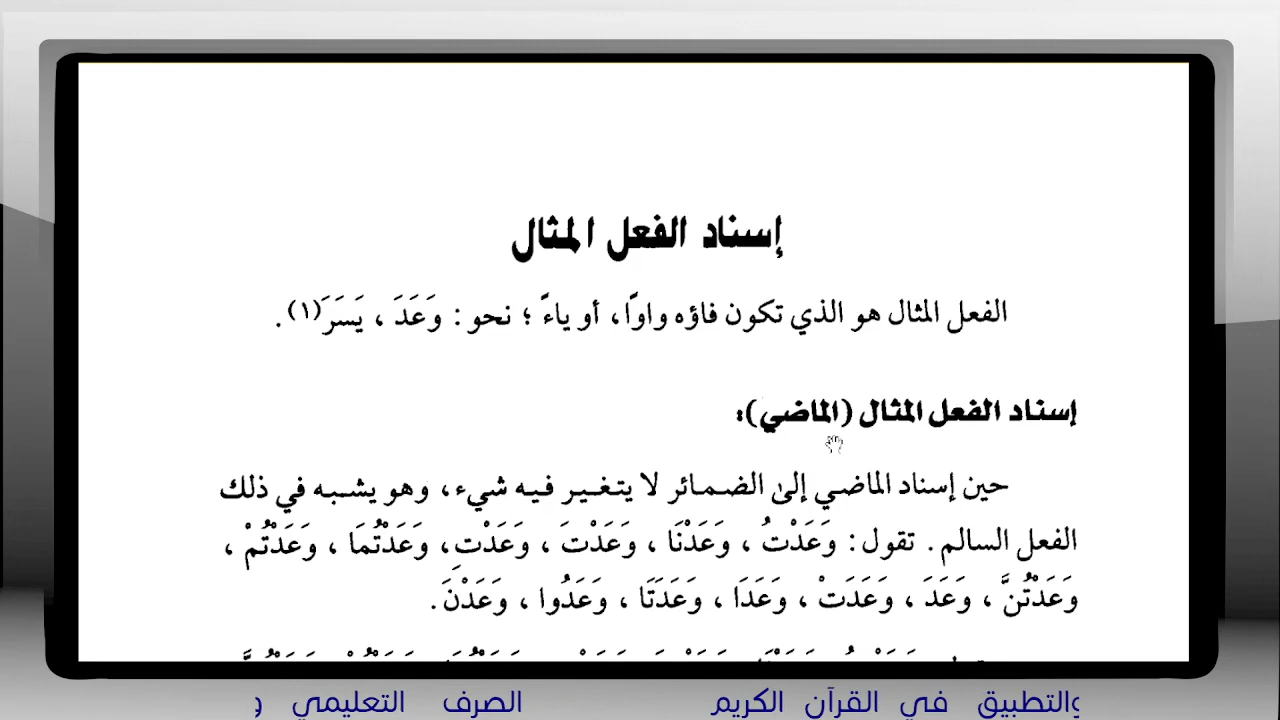 إسناد الفعل المثال
الفعل المثال هو الذي تكون فاؤه واوًا، أو ياءً ؛ نحو : وَعَدَ ، يَسَرَ(١) .
إسناد الفعل المثال (الماضي):
حين إسناد الماضي إلى الضمائر لا يتغير فيه شيء، وهو يشبه في ذلك
الفعل السالم . تقول : وَعَدْتُ ، وَعَدْنَا ، وَعَدْتَ ، وَعَدْتِ، وَعَدْتُمَا ، وَعَدْتُمْ ،
وَعَدْتُنَّ ، وَعَدَ ، وَعَدَتْ ، وَعَدَا ، وَعَدَتَا ، وَعَدُوا ، وَعَدْنَ .
والتطبيق في القرآن الكريم الصرف التعليمي و